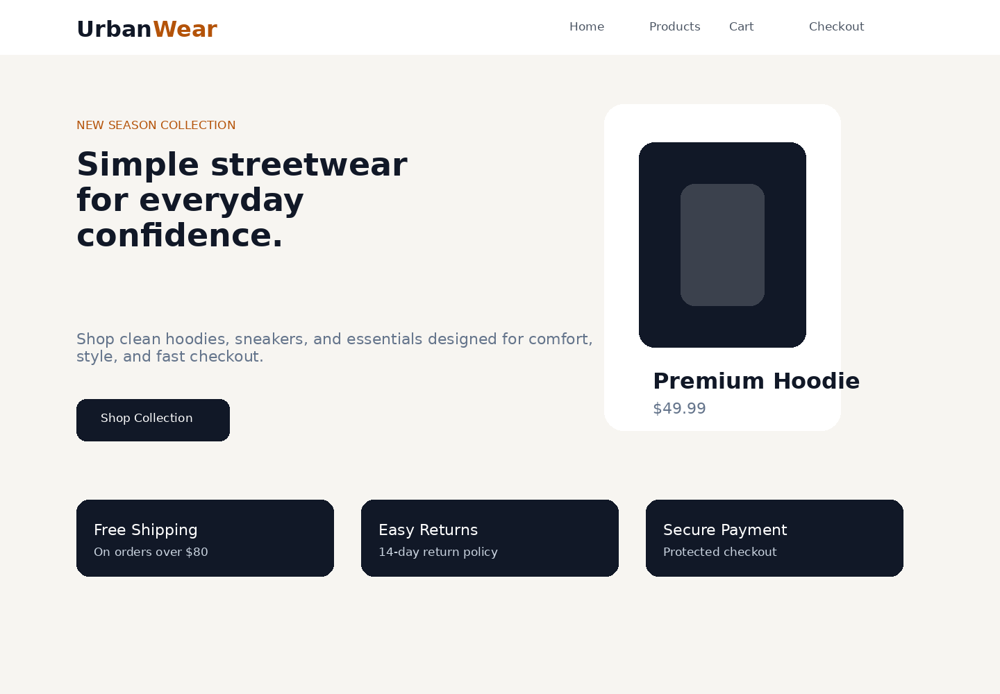 UrbanWear
Home Products Cart Checkout
NEW SEASON COLLECTION
Simple streetwear
for everyday
confidence.
Shop clean hoodies, sneakers, and essentials designed for comfort,
style, and fast checkout.
Shop Collection
Premium Hoodie
$49.99
Free Shipping
On orders over $80
Easy Returns
14-day return policy
Secure Payment
Protected checkout